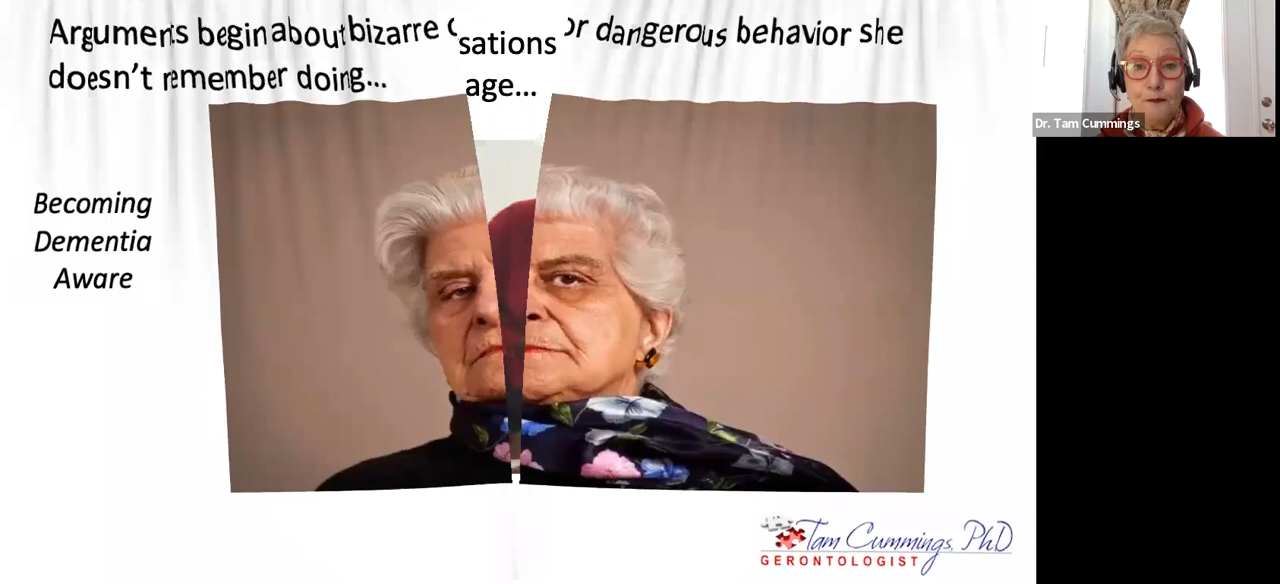 Arguments begin about bizarre or dangerous behavior she
doesn't remember doing...
sations
age...
Becoming
Dementia
Aware
Tam Cummings, PhD
GERONTOLOGIST
Dr. Tam Cummings